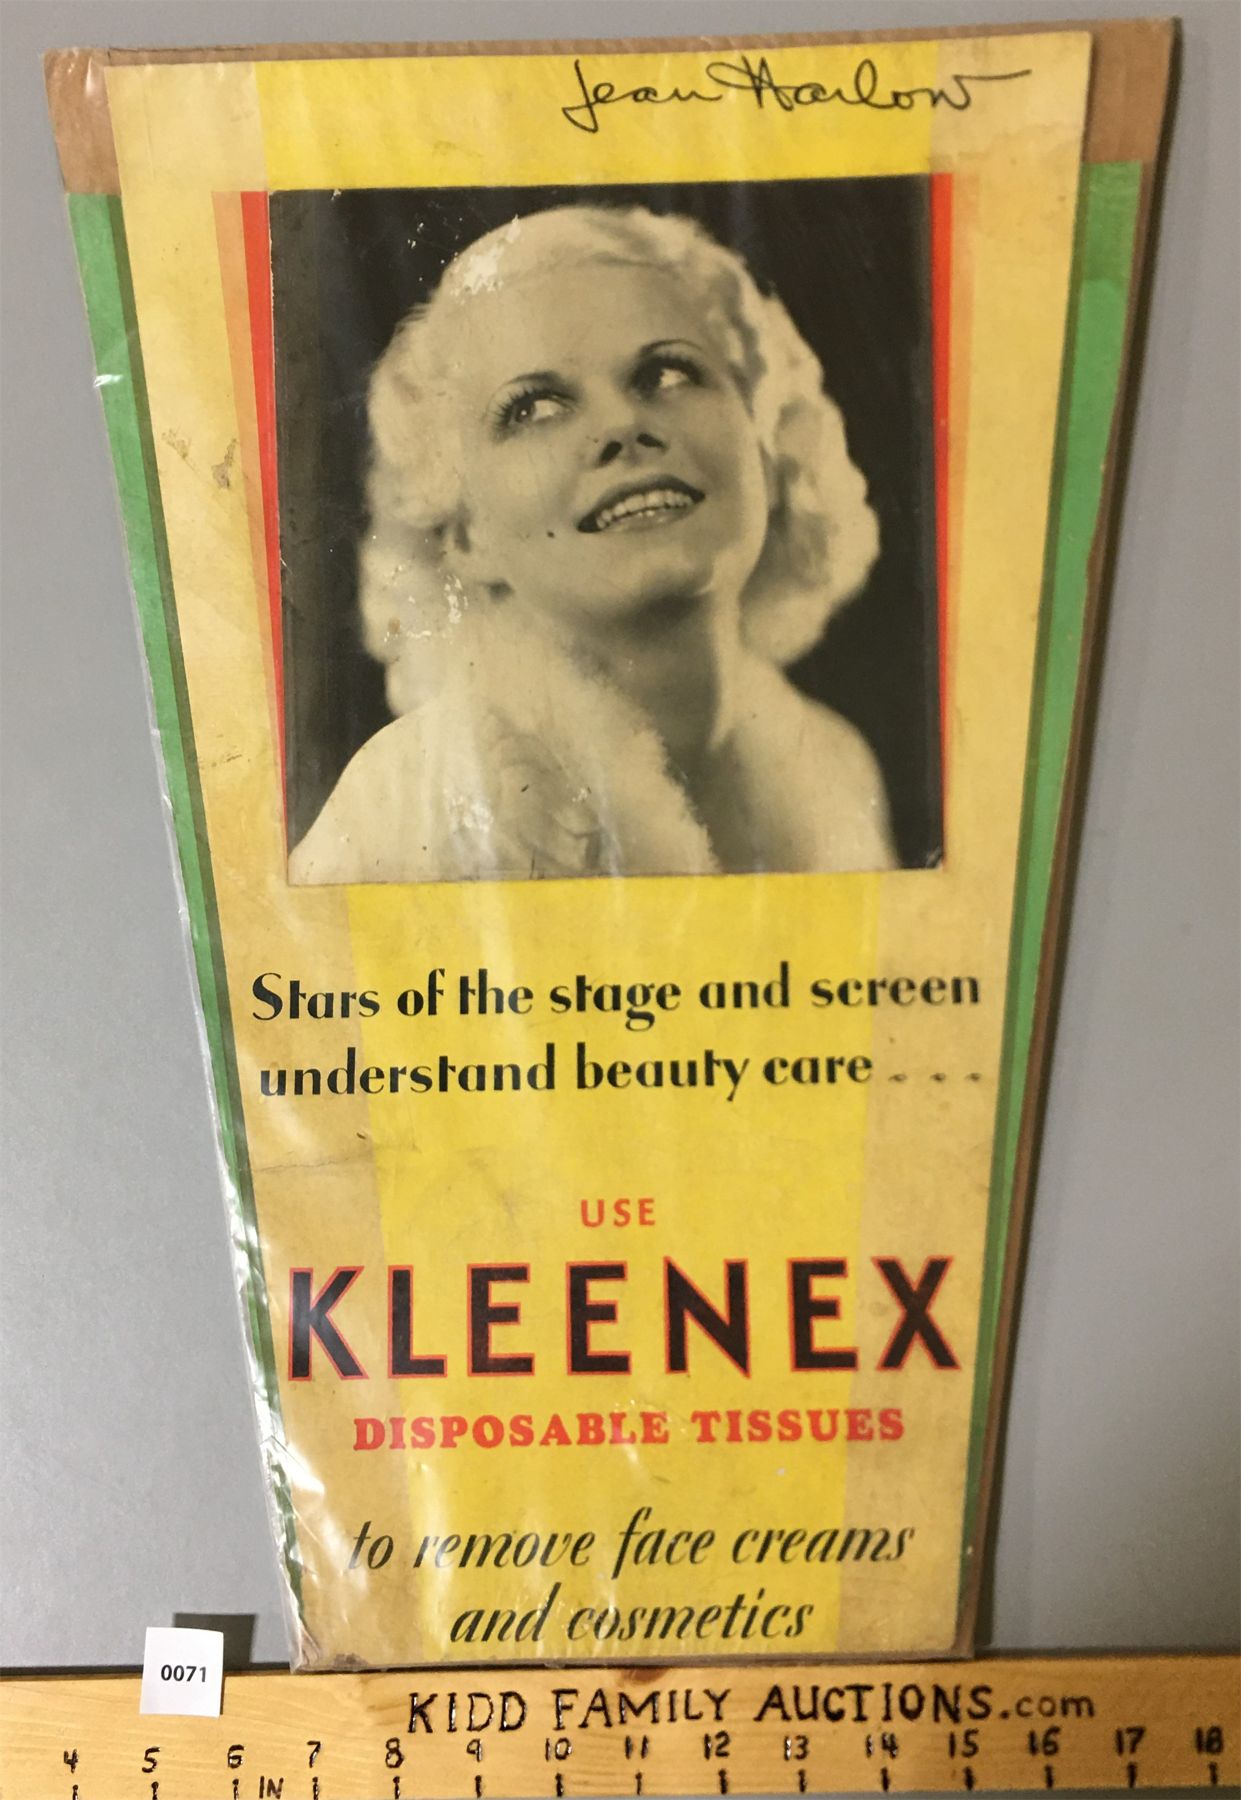 Jean Harlow
Stars of the stage and screen
understand beauty care . . .
USE
KLEENEX
DISPOSABLE TISSUES
to remove face creams
and cosmetics
0071
KIDD FAMILY AUCTIONS.com
4 5 6 7 8 9 10 11 12 13 14 15 16 17 18
IN